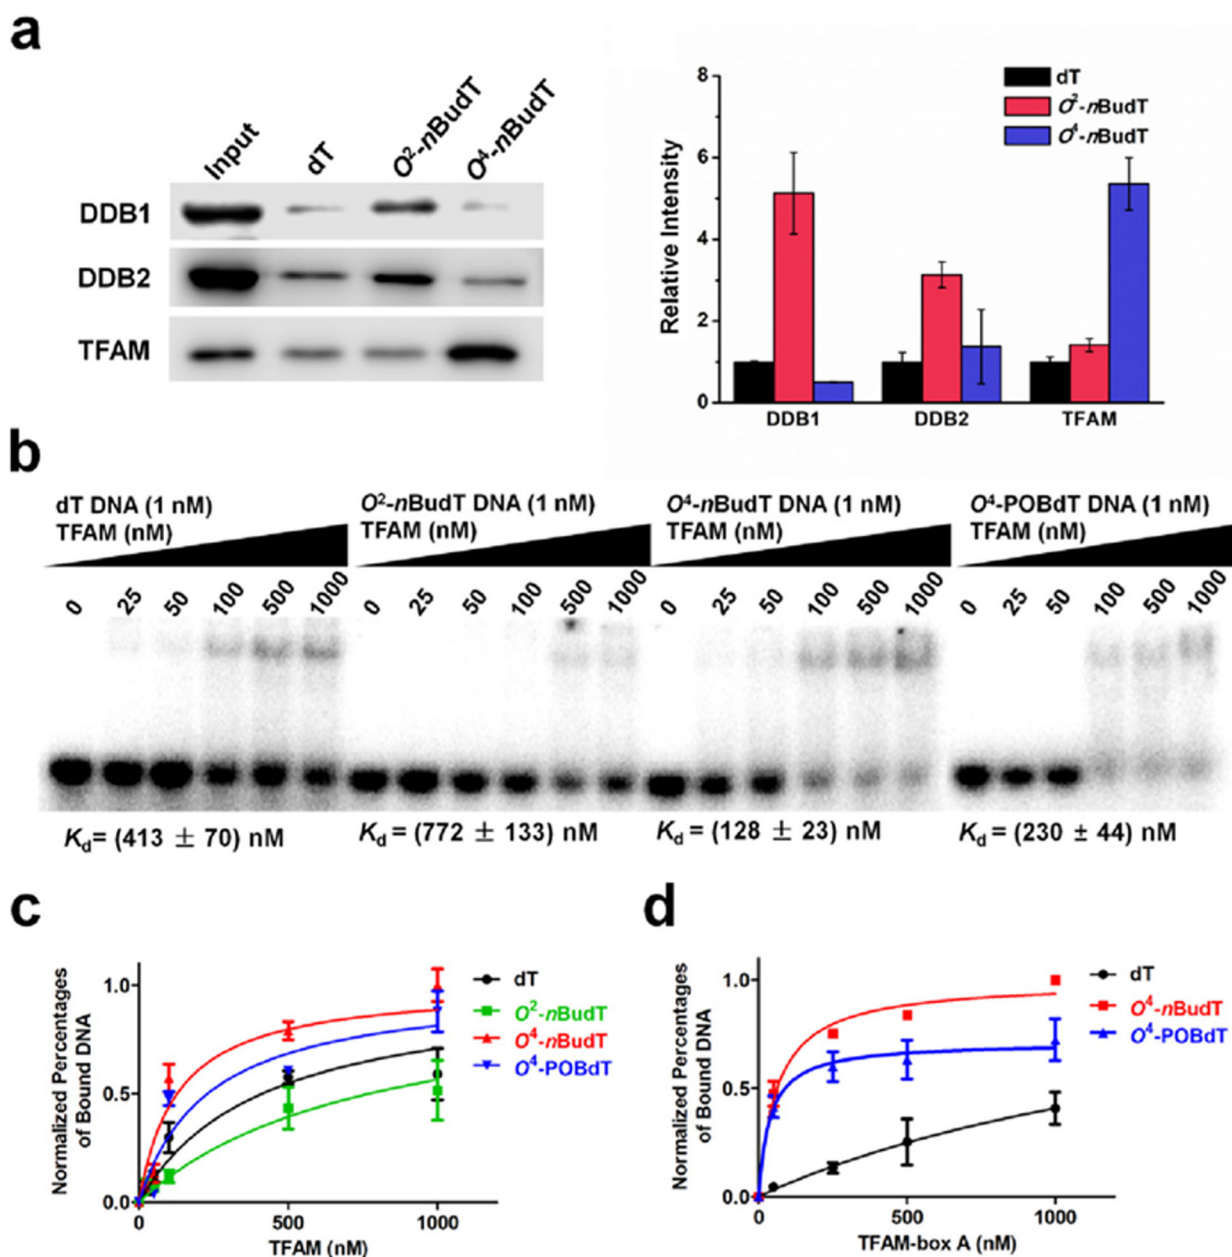 a
Input
dT
O²-nBudT
O⁴-nBudT
DDB1
DDB2
TFAM
Relative Intensity
8
6
4
2
0
dT
O²-nBudT
O⁴-nBudT
DDB1 DDB2 TFAM
b
dT DNA (1 nM)
TFAM (nM)
0 25 50 100 500 1000
Kd= (413 ± 70) nM
O²-nBudT DNA (1 nM)
TFAM (nM)
0 25 50 100 500 1000
Kd = (772 ± 133) nM
O⁴-nBudT DNA (1 nM)
TFAM (nM)
0 25 50 100 500 1000
Kd = (128 ± 23) nM
O⁴-POBdT DNA (1 nM)
TFAM (nM)
0 25 50 100 500 1000
Kd = (230 ± 44) nM
c
Normalized Percentages
of Bound DNA
1.0
0.5
0.0
0 500 1000
TFAM (nM)
dT
O²-nBudT
O⁴-nBudT
O⁴-POBdT
d
Normalized Percentages
of Bound DNA
1.0
0.5
0.0
0 500 1000
TFAM-box A (nM)
dT
O⁴-nBudT
O⁴-POBdT